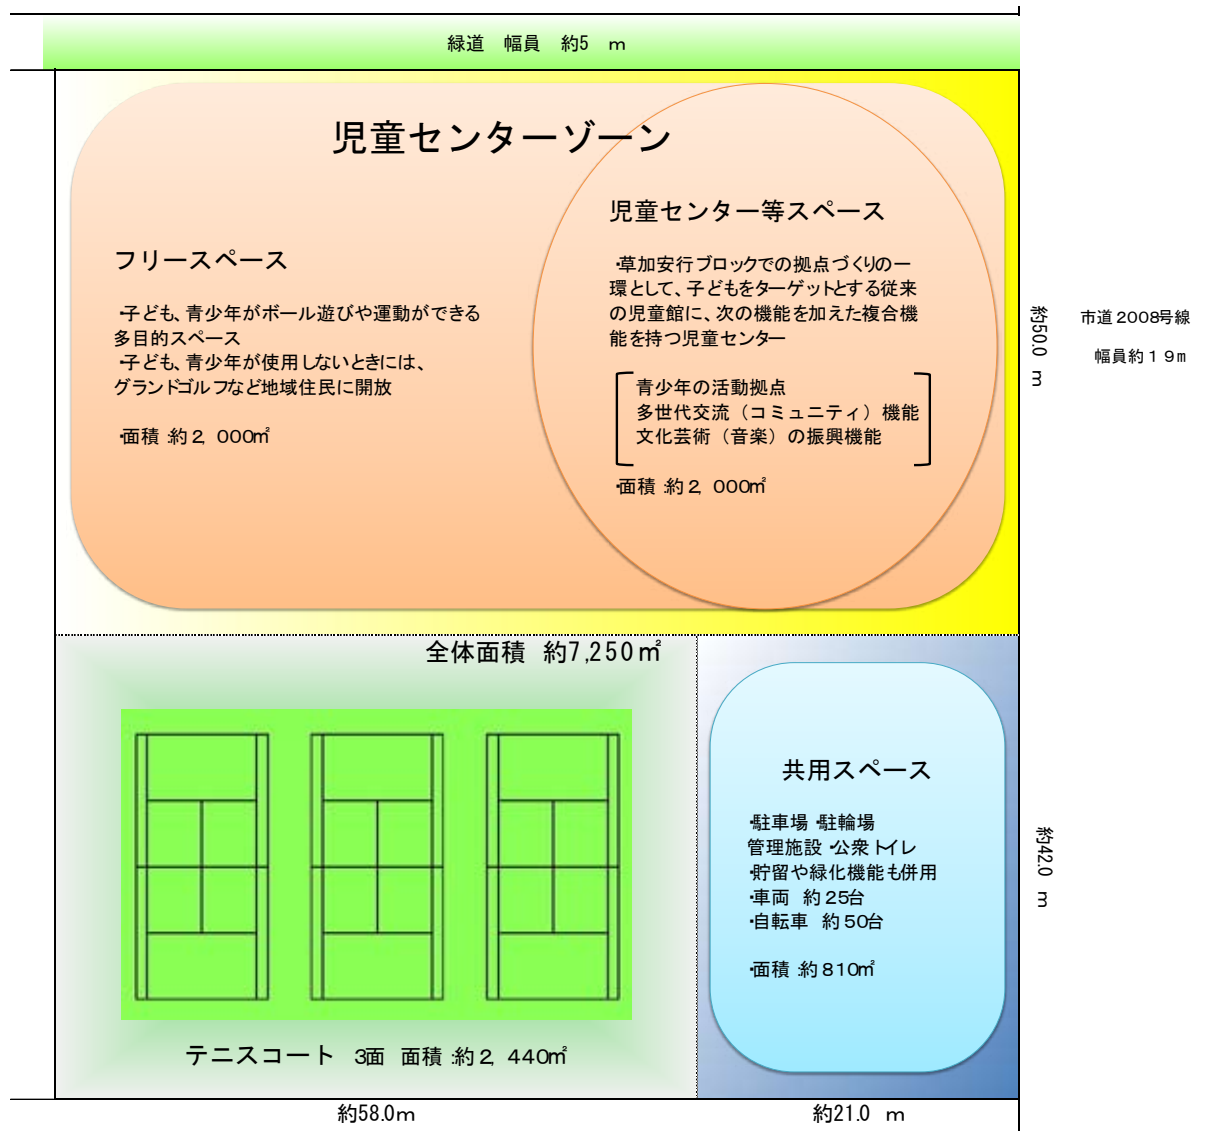 緑道　幅員　約5　ｍ
児童センターゾーン
児童センター等スペース
・草加安行ブロックでの拠点づくりの一
環として、子どもをターゲットとする従来
の児童館に、次の機能を加えた複合機
能を持つ児童センター
青少年の活動拠点
多世代交流（コミュニティ）機能
文化芸術（音楽）の振興機能
・面積：約２，０００㎡
フリースペース
・子ども、青少年がボール遊びや運動ができる
多目的スペース
・子ども、青少年が使用しないときには、
グランドゴルフなど地域住民に開放
・面積：約２，０００㎡
約50.0　ｍ
市道２００８号線
幅員約１９ｍ
全体面積　約7,250㎡
テニスコート　３面　面積：約２，４４０㎡
共用スペース
・駐車場・駐輪場
管理施設・公衆トイレ
・貯留や緑化機能も併用
・車両　約２５台
・自転車　約５０台
・面積：約８１０㎡
約42.0　ｍ
約58.0ｍ
約21.0　ｍ